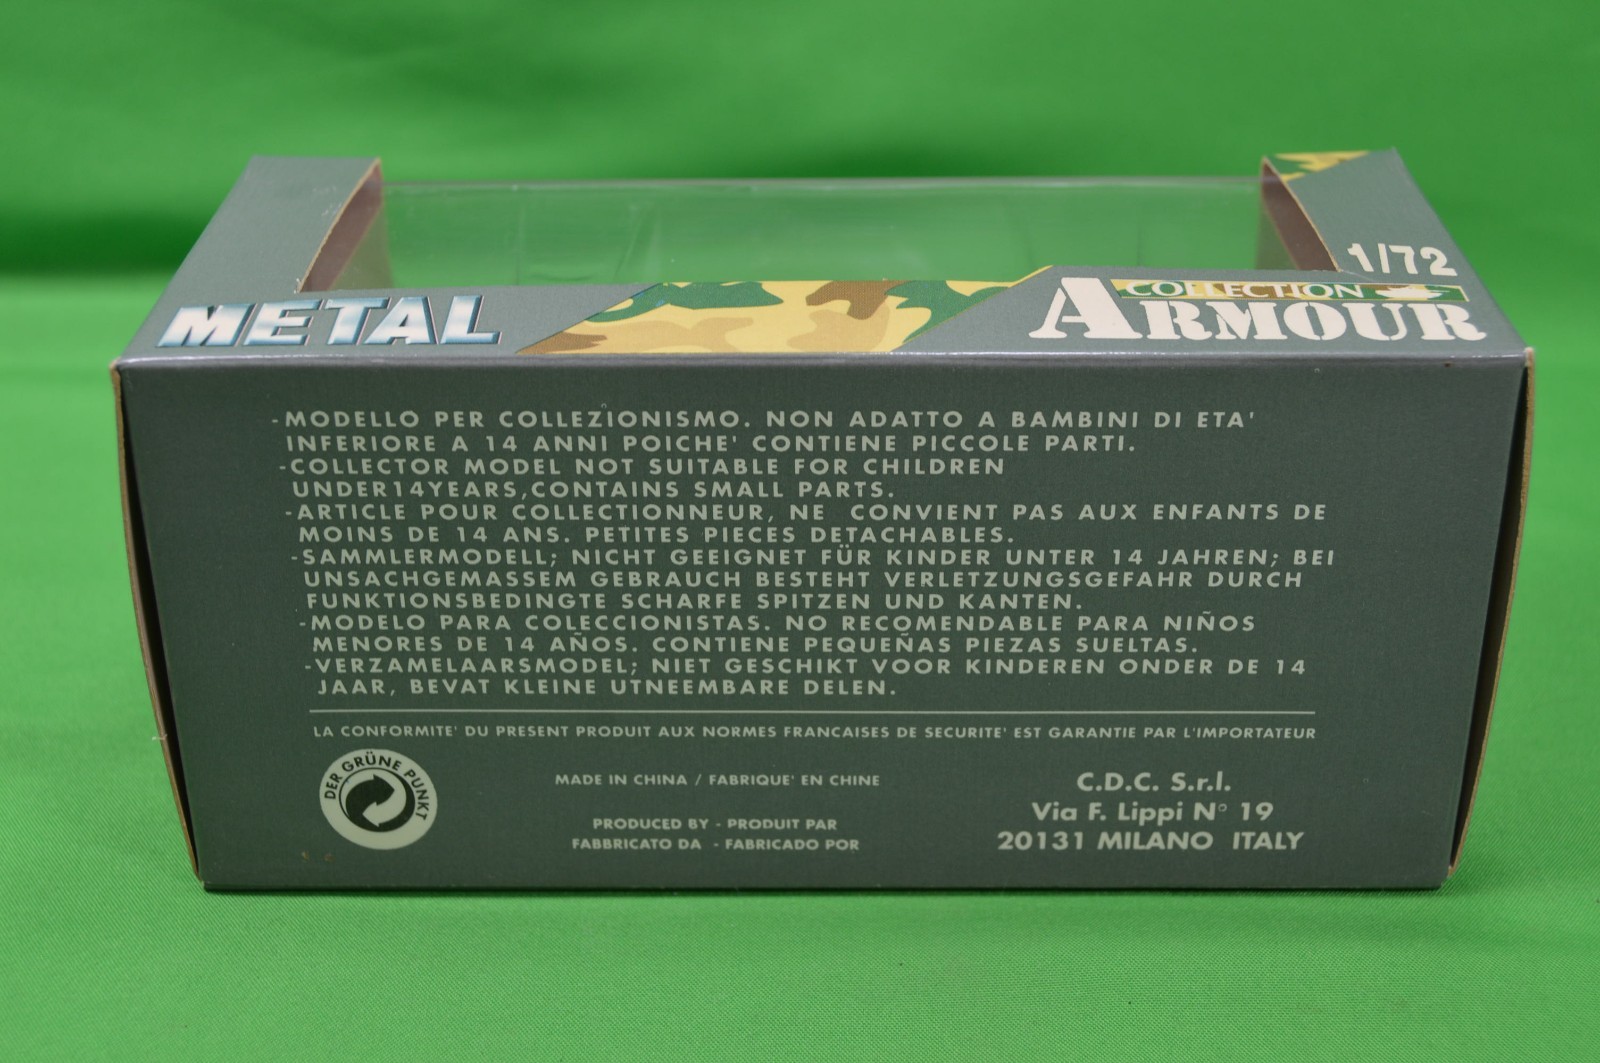 1/72
METAL
COLLECTION
ARMOUR
-MODELLO PER COLLEZIONISMO. NON ADATTO A BAMBINI DI ETA'
INFERIORE A 14 ANNI POICHE' CONTIENE PICCOLE PARTI.
-COLLECTOR MODEL NOT SUITABLE FOR CHILDREN
UNDER14YEARS,CONTAINS SMALL PARTS.
-ARTICLE POUR COLLECTIONNEUR, NE CONVIENT PAS AUX ENFANTS DE
MOINS DE 14 ANS. PETITES PIECES DETACHABLES.
-SAMMLERMODELL; NICHT GEEIGNET FÜR KINDER UNTER 14 JAHREN; BEI
UNSACHGEMASSEM GEBRAUCH BESTEHT VERLETZUNGSGEFAHR DURCH
FUNKTIONSBEDINGTE SCHARFE SPITZEN UND KANTEN.
-MODELO PARA COLECCIONISTAS. NO RECOMENDABLE PARA NIÑOS
MENORES DE 14 AÑOS. CONTIENE PEQUEÑAS PIEZAS SUELTAS.
-VERZAMELAARSMODEL; NIET GESCHIKT VOOR KINDEREN ONDER DE 14
JAAR, BEVAT KLEINE UTNEEMBARE DELEN.
LA CONFORMITE' DU PRESENT PRODUIT AUX NORMES FRANCAISES DE SECURITE' EST GARANTIE PAR L'IMPORTATEUR
DER GRÜNE PUNKT
MADE IN CHINA / FABRIQUE' EN CHINE
PRODUCED BY - PRODUIT PAR
FABBRICATO DA - FABRICADO POR
C.D.C. S.r.l.
Via F. Lippi N° 19
20131 MILANO ITALY